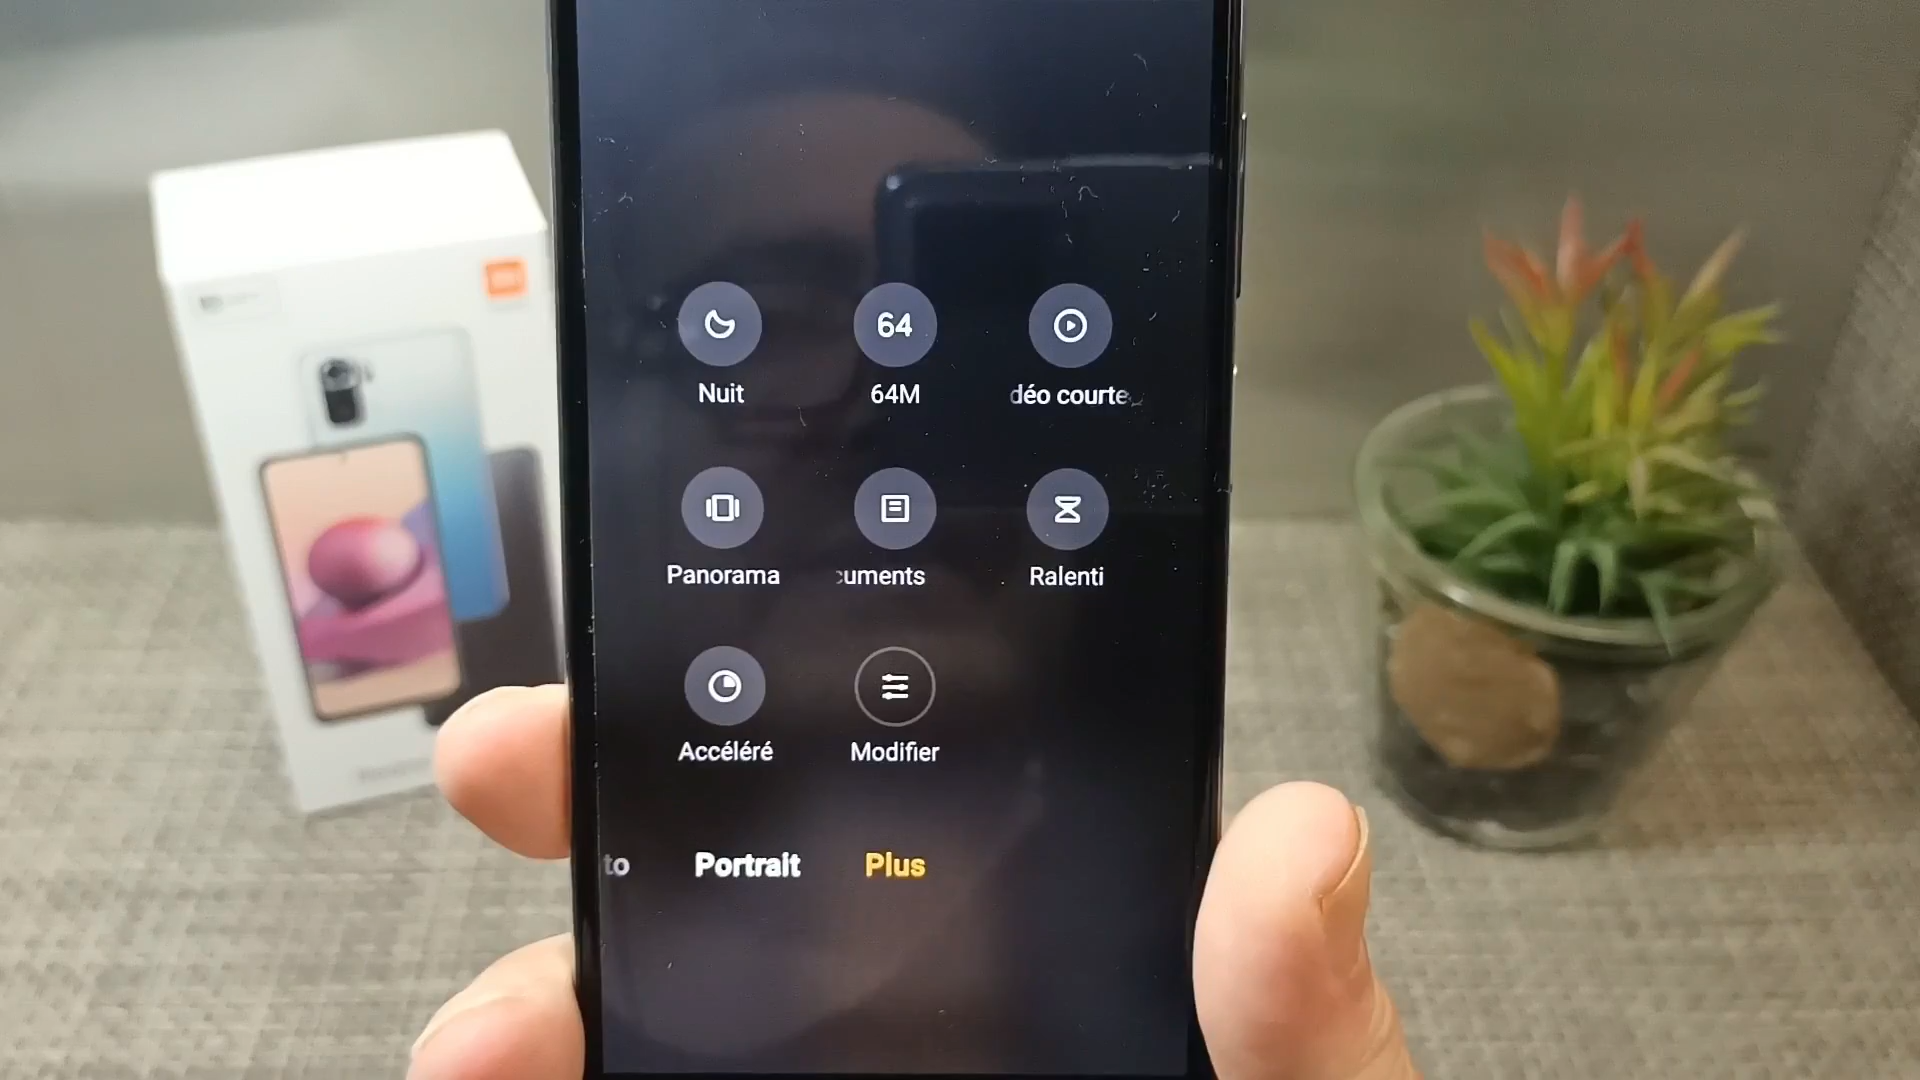 64
Nuit
64M
déo courte
Panorama
cuments
Ralenti
Accéléré
Modifier
to
Portrait
Plus